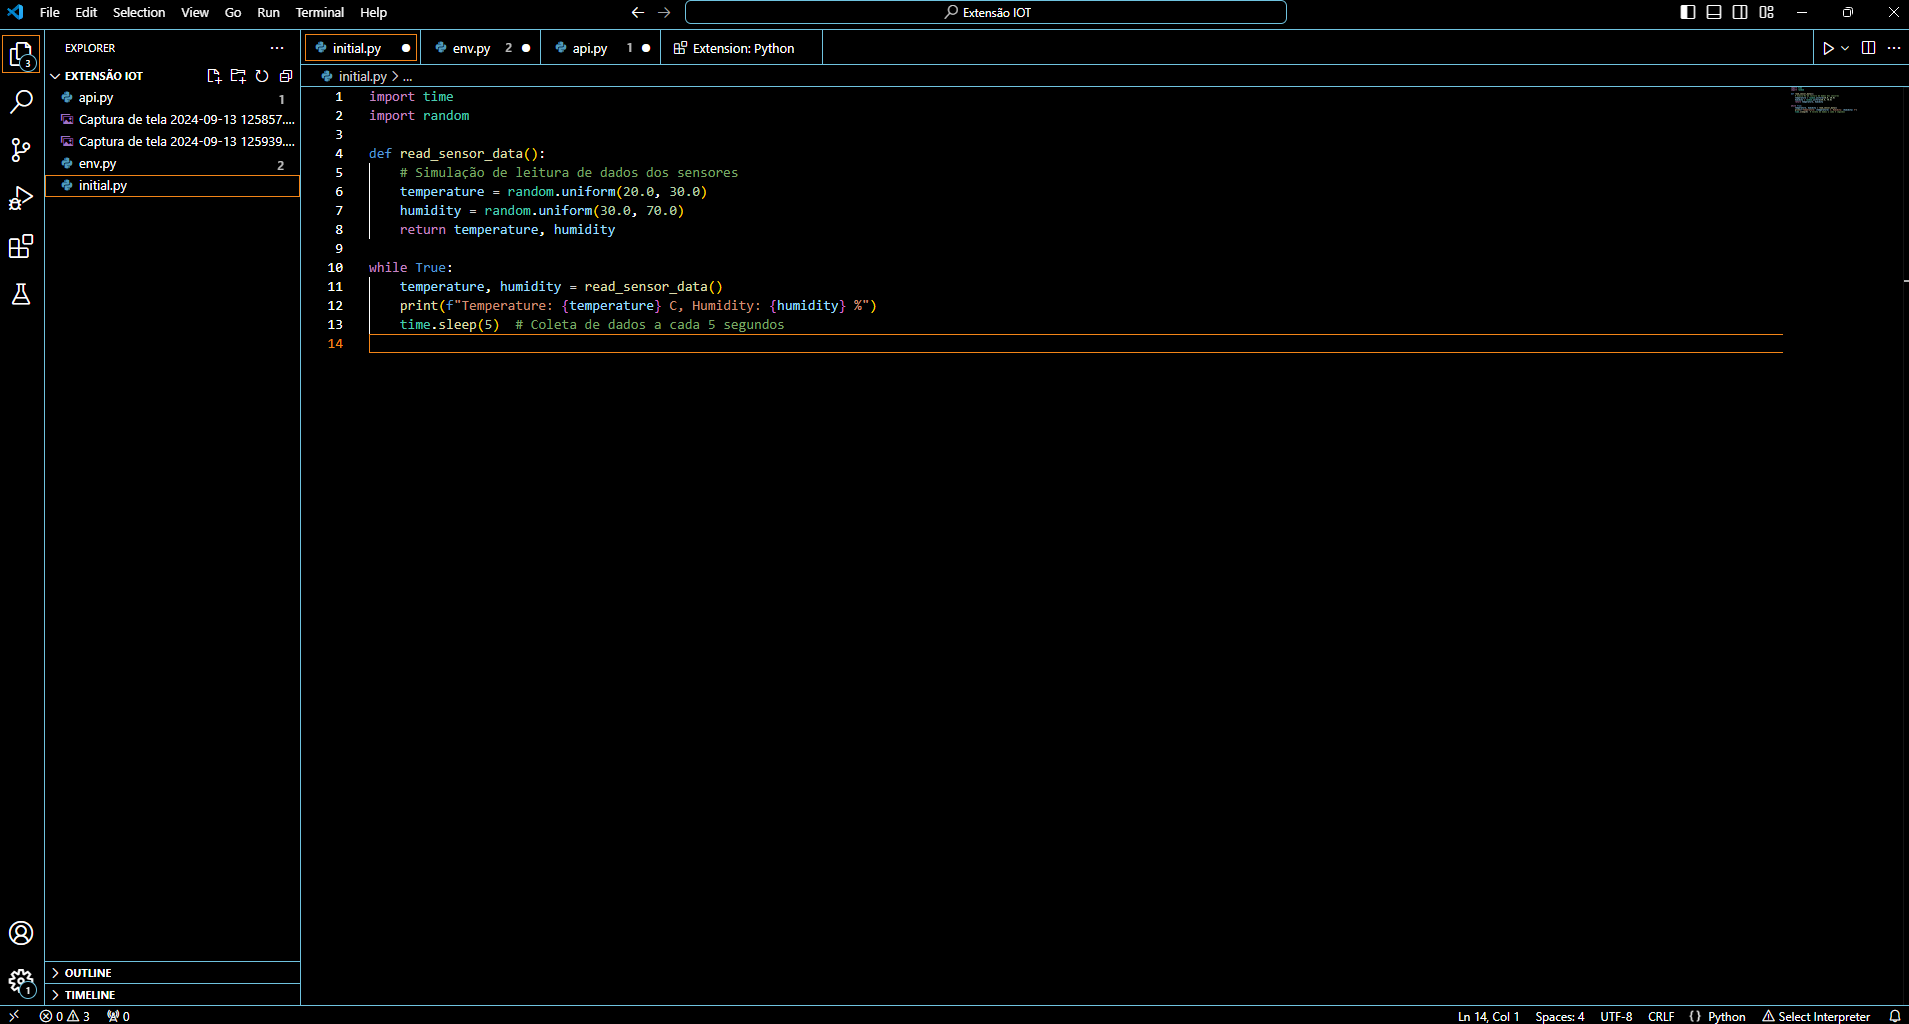 File Edit Selection View Go Run Terminal Help
Extensão IOT
EXPLORER
EXTENSÃO IOT
api.py 1
Captura de tela 2024-09-13 125857....
Captura de tela 2024-09-13 125939....
env.py 2
initial.py
OUTLINE
TIMELINE
3
1
initial.py
env.py 2
api.py 1
Extension: Python
initial.py > ...
1 import time
2 import random
3
4 def read_sensor_data():
5 # Simulação de leitura de dados dos sensores
6 temperature = random.uniform(20.0, 30.0)
7 humidity = random.uniform(30.0, 70.0)
8 return temperature, humidity
9
10 while True:
11 temperature, humidity = read_sensor_data()
12 print(f"Temperature: {temperature} C, Humidity: {humidity} %")
13 time.sleep(5)  # Coleta de dados a cada 5 segundos
14
0 3 0
Ln 14, Col 1 Spaces: 4 UTF-8 CRLF {} Python Select Interpreter